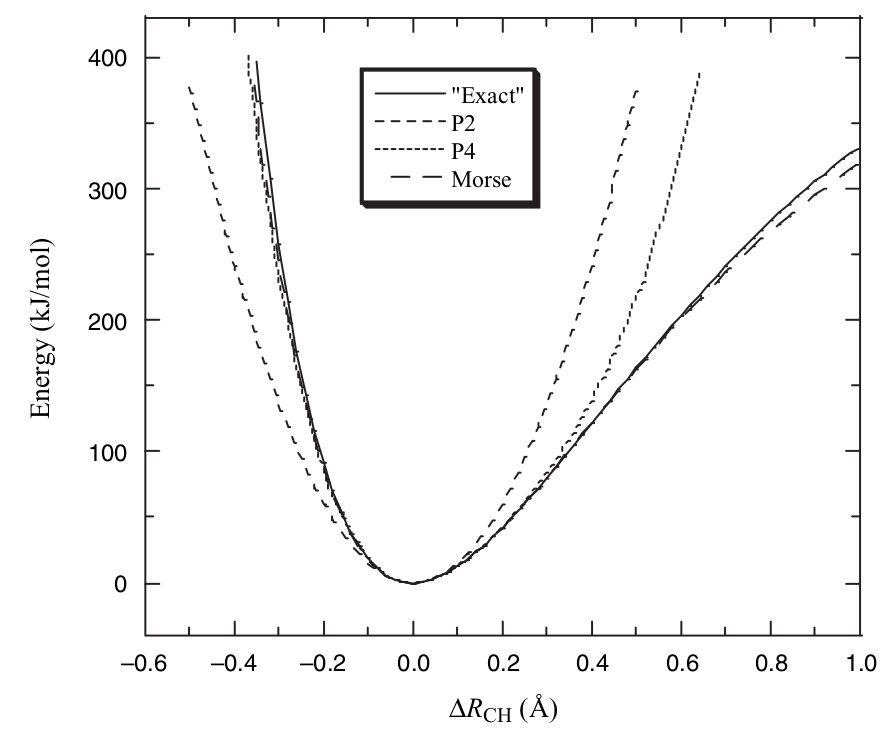 400
300
200
100
0
Energy (kJ/mol)
"Exact"
P2
P4
Morse
–0.6 –0.4 –0.2 0.0 0.2 0.4 0.6 0.8 1.0
ΔR_CH (Å)